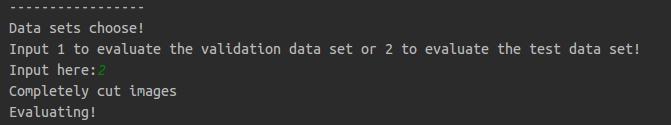 -----------------
Data sets choose!
Input 1 to evaluate the validation data set or 2 to evaluate the test data set!
Input here:2
Completely cut images
Evaluating!